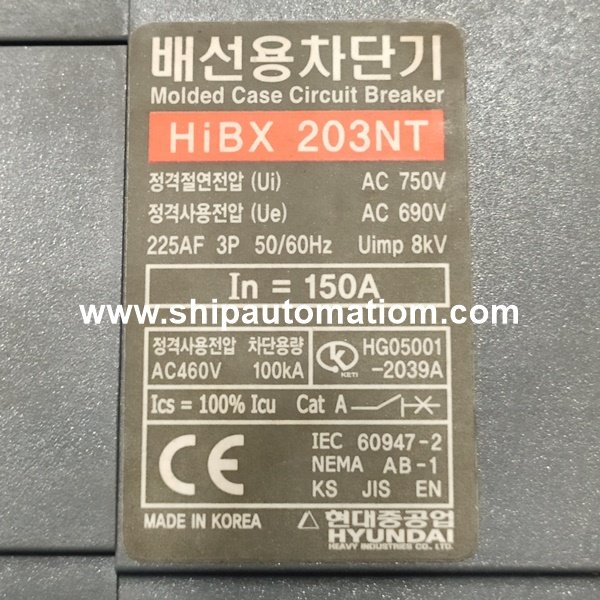 배선용차단기
Molded Case Circuit Breaker
HiBX 203NT
정격절연전압 (Ui) AC 750V
정격사용전압 (Ue) AC 690V
225AF 3P 50/60Hz Uimp 8kV
In = 150A
www.shipautomatiom.com
정격사용전압 차단용량
AC460V 100kA
KETI
HG05001
-2039A
Ics = 100% Icu Cat A
CE
IEC 60947-2
NEMA AB-1
KS JIS EN
MADE IN KOREA
현대중공업
HYUNDAI
HEAVY INDUSTRIES CO., LTD.